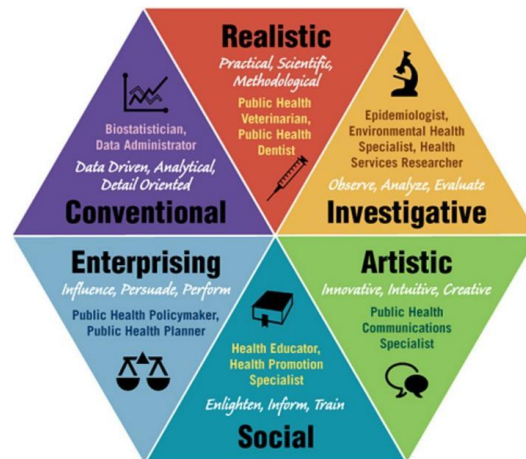 Realistic
Practical, Scientific,
Methodological
Public Health
Veterinarian,
Public Health
Dentist
Biostatistician,
Data Administrator
Data Driven, Analytical,
Detail Oriented
Conventional
Epidemiologist,
Environmental Health
Specialist, Health
Services Researcher
Observe, Analyze, Evaluate
Investigative
Enterprising
Influence, Persuade, Perform
Public Health Policymaker,
Public Health Planner
Health Educator,
Health Promotion
Specialist
Enlighten, Inform, Train
Social
Artistic
Innovative, Intuitive, Creative
Public Health
Communications
Specialist